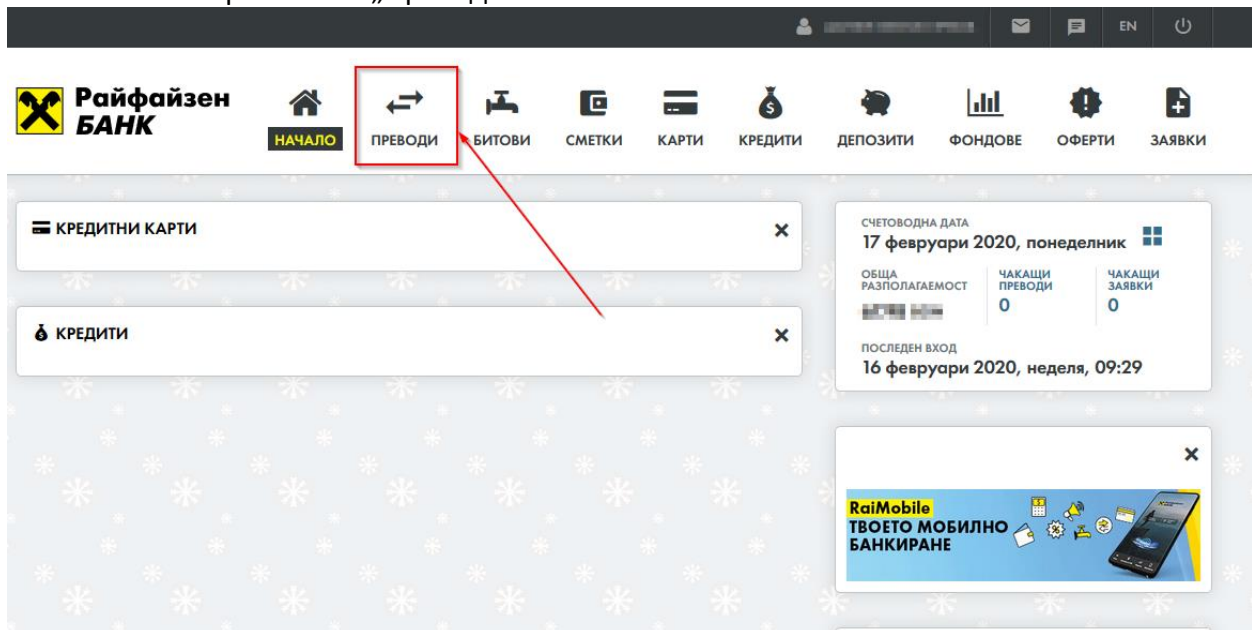 EN
Райфайзен
БАНК
НАЧАЛО
ПРЕВОДИ
БИТОВИ
СМЕТКИ
КАРТИ
КРЕДИТИ
ДЕПОЗИТИ
ФОНДОВЕ
ОФЕРТИ
ЗАЯВКИ
КРЕДИТНИ КАРТИ
КРЕДИТИ
СЧЕТОВОДНА ДАТА
17 февруари 2020, понеделник
ОБЩА
РАЗПОЛАГАЕМОСТ
ЧАКАЩИ
ПРЕВОДИ
0
ЧАКАЩИ
ЗАЯВКИ
0
ПОСЛЕДЕН ВХОД
16 февруари 2020, неделя, 09:29
RaiMobile
ТВОЕТО МОБИЛНО
БАНКИРАНЕ